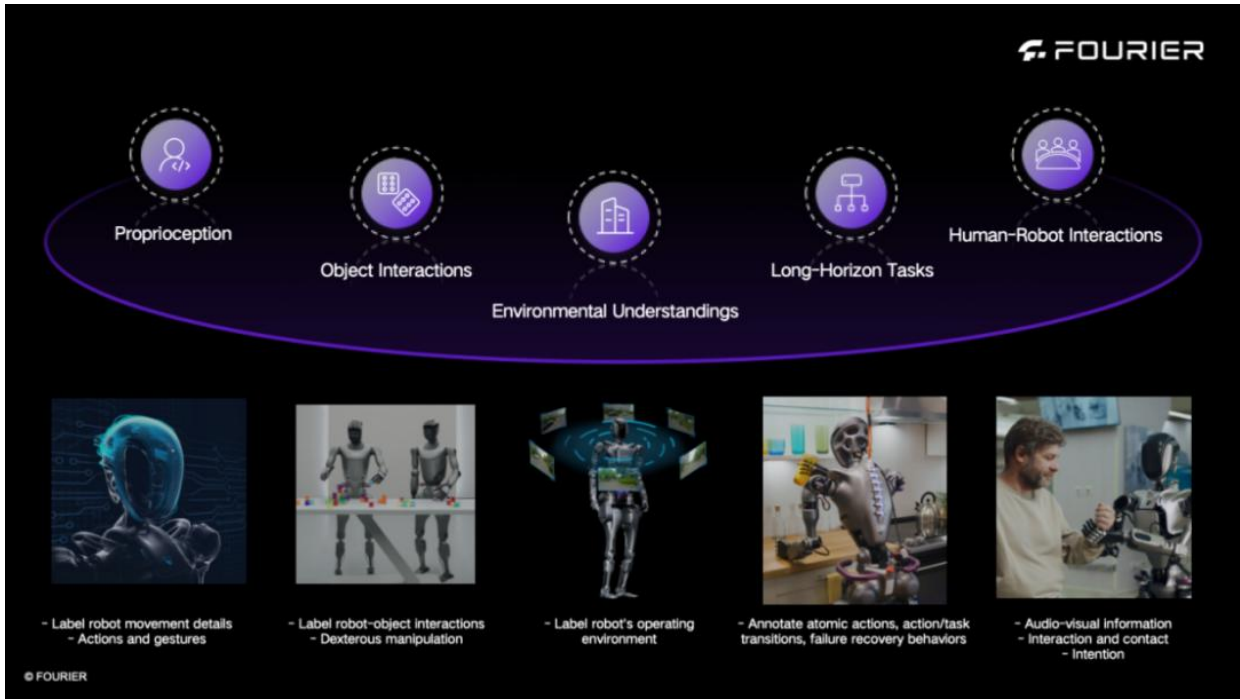 FOURIER
Proprioception
Object Interactions
Environmental Understandings
Long-Horizon Tasks
Human-Robot Interactions
- Label robot movement details
- Actions and gestures
- Label robot-object interactions
- Dexterous manipulation
- Label robot's operating
environment
- Annotate atomic actions, action/task
transitions, failure recovery behaviors
- Audio-visual information
- Interaction and contact
- Intention
© FOURIER